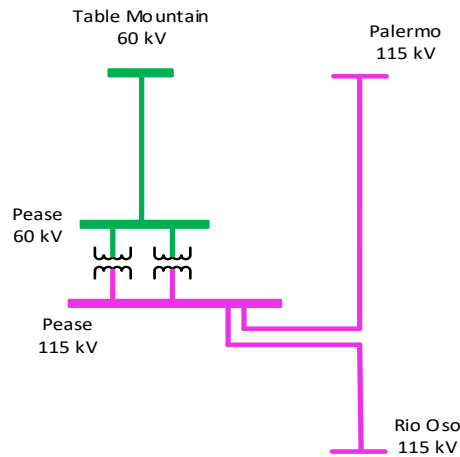 Table Mountain
60 kV
Palermo
115 kV
Pease
60 kV
Pease
115 kV
Rio Oso
115 kV